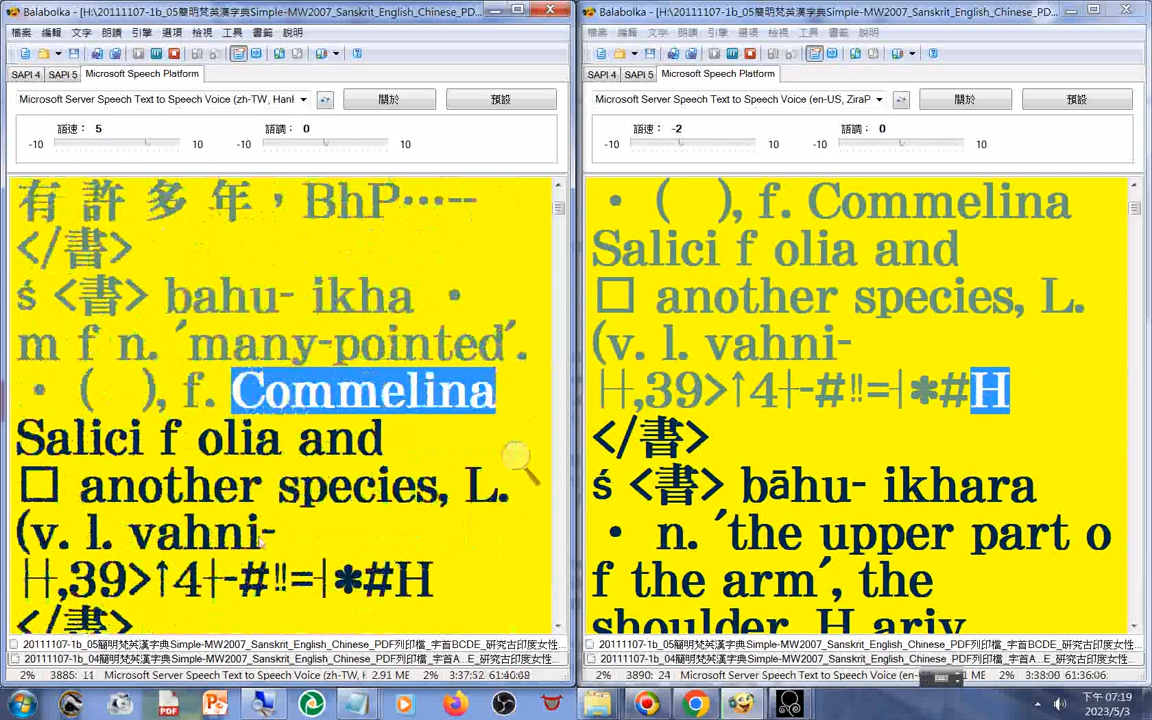 Balabolka - [H:\20111107-1b_05簡明梵英漢字典Simple-MW2007_Sanskrit_English_Chinese_PD...
檔案 編輯 文字 朗讀 引擎 選項 檢視 工具 書籤 說明
SAPI 4 SAPI 5 Microsoft Speech Platform
Microsoft Server Speech Text to Speech Voice (zh-TW, HanH
關於
預設
語速: 5 語調: 0
-10 10 -10 10
有許多年,BhP…--
</書>
ś <書> bahu- ikha •
m f n. ´many-pointed´.
• ( ), f. Commelina
Salici f olia and
□ another species, L.
(v. l. vahni-
├,39>↑4┼-#‼=┤*#H
</書>
20111107-1b_05簡明梵英漢字典Simple-MW2007_Sanskrit_English_Chinese_PDF列印檔_字首BCDE_研究古印度女性...
20111107-1b_04簡明梵英漢字典Simple-MW2007_Sanskrit_English_Chinese_PDF列印檔_字首A...E_研究古印度女性...
2% 3885: 11 Microsoft Server Speech Text to Speech Voice (zh-TW, H 2.91 MB 2% 3:37:52 61:40:08
Balabolka - [H:\20111107-1b_05簡明梵英漢字典Simple-MW2007_Sanskrit_English_Chinese_PD...
檔案 編輯 文字 朗讀 引擎 選項 檢視 工具 書籤 說明
SAPI 4 SAPI 5 Microsoft Speech Platform
Microsoft Server Speech Text to Speech Voice (en-US, ZiraP
關於
預設
語速: -2 語調: 0
-10 10 -10 10
• ( ), f. Commelina
Salici f olia and
□ another species, L.
(v. l. vahni-
├,39>↑4┼-#‼=┤*#H
</書>
ś <書> bāhu- ikhara
• n. ´the upper part o
f the arm´, the
shoulder, H ariv
20111107-1b_05簡明梵英漢字典Simple-MW2007_Sanskrit_English_Chinese_PDF列印檔_字首BCDE_研究古印度女性...
20111107-1b_04簡明梵英漢字典Simple-MW2007_Sanskrit_English_Chinese_PDF列印檔_字首A...E_研究古印度女性...
2% 3890: 24 Microsoft Server Speech Text to Speech Voice (en-US, MB 2% 3:38:00 61:36:06
下午 07:19
2023/5/3